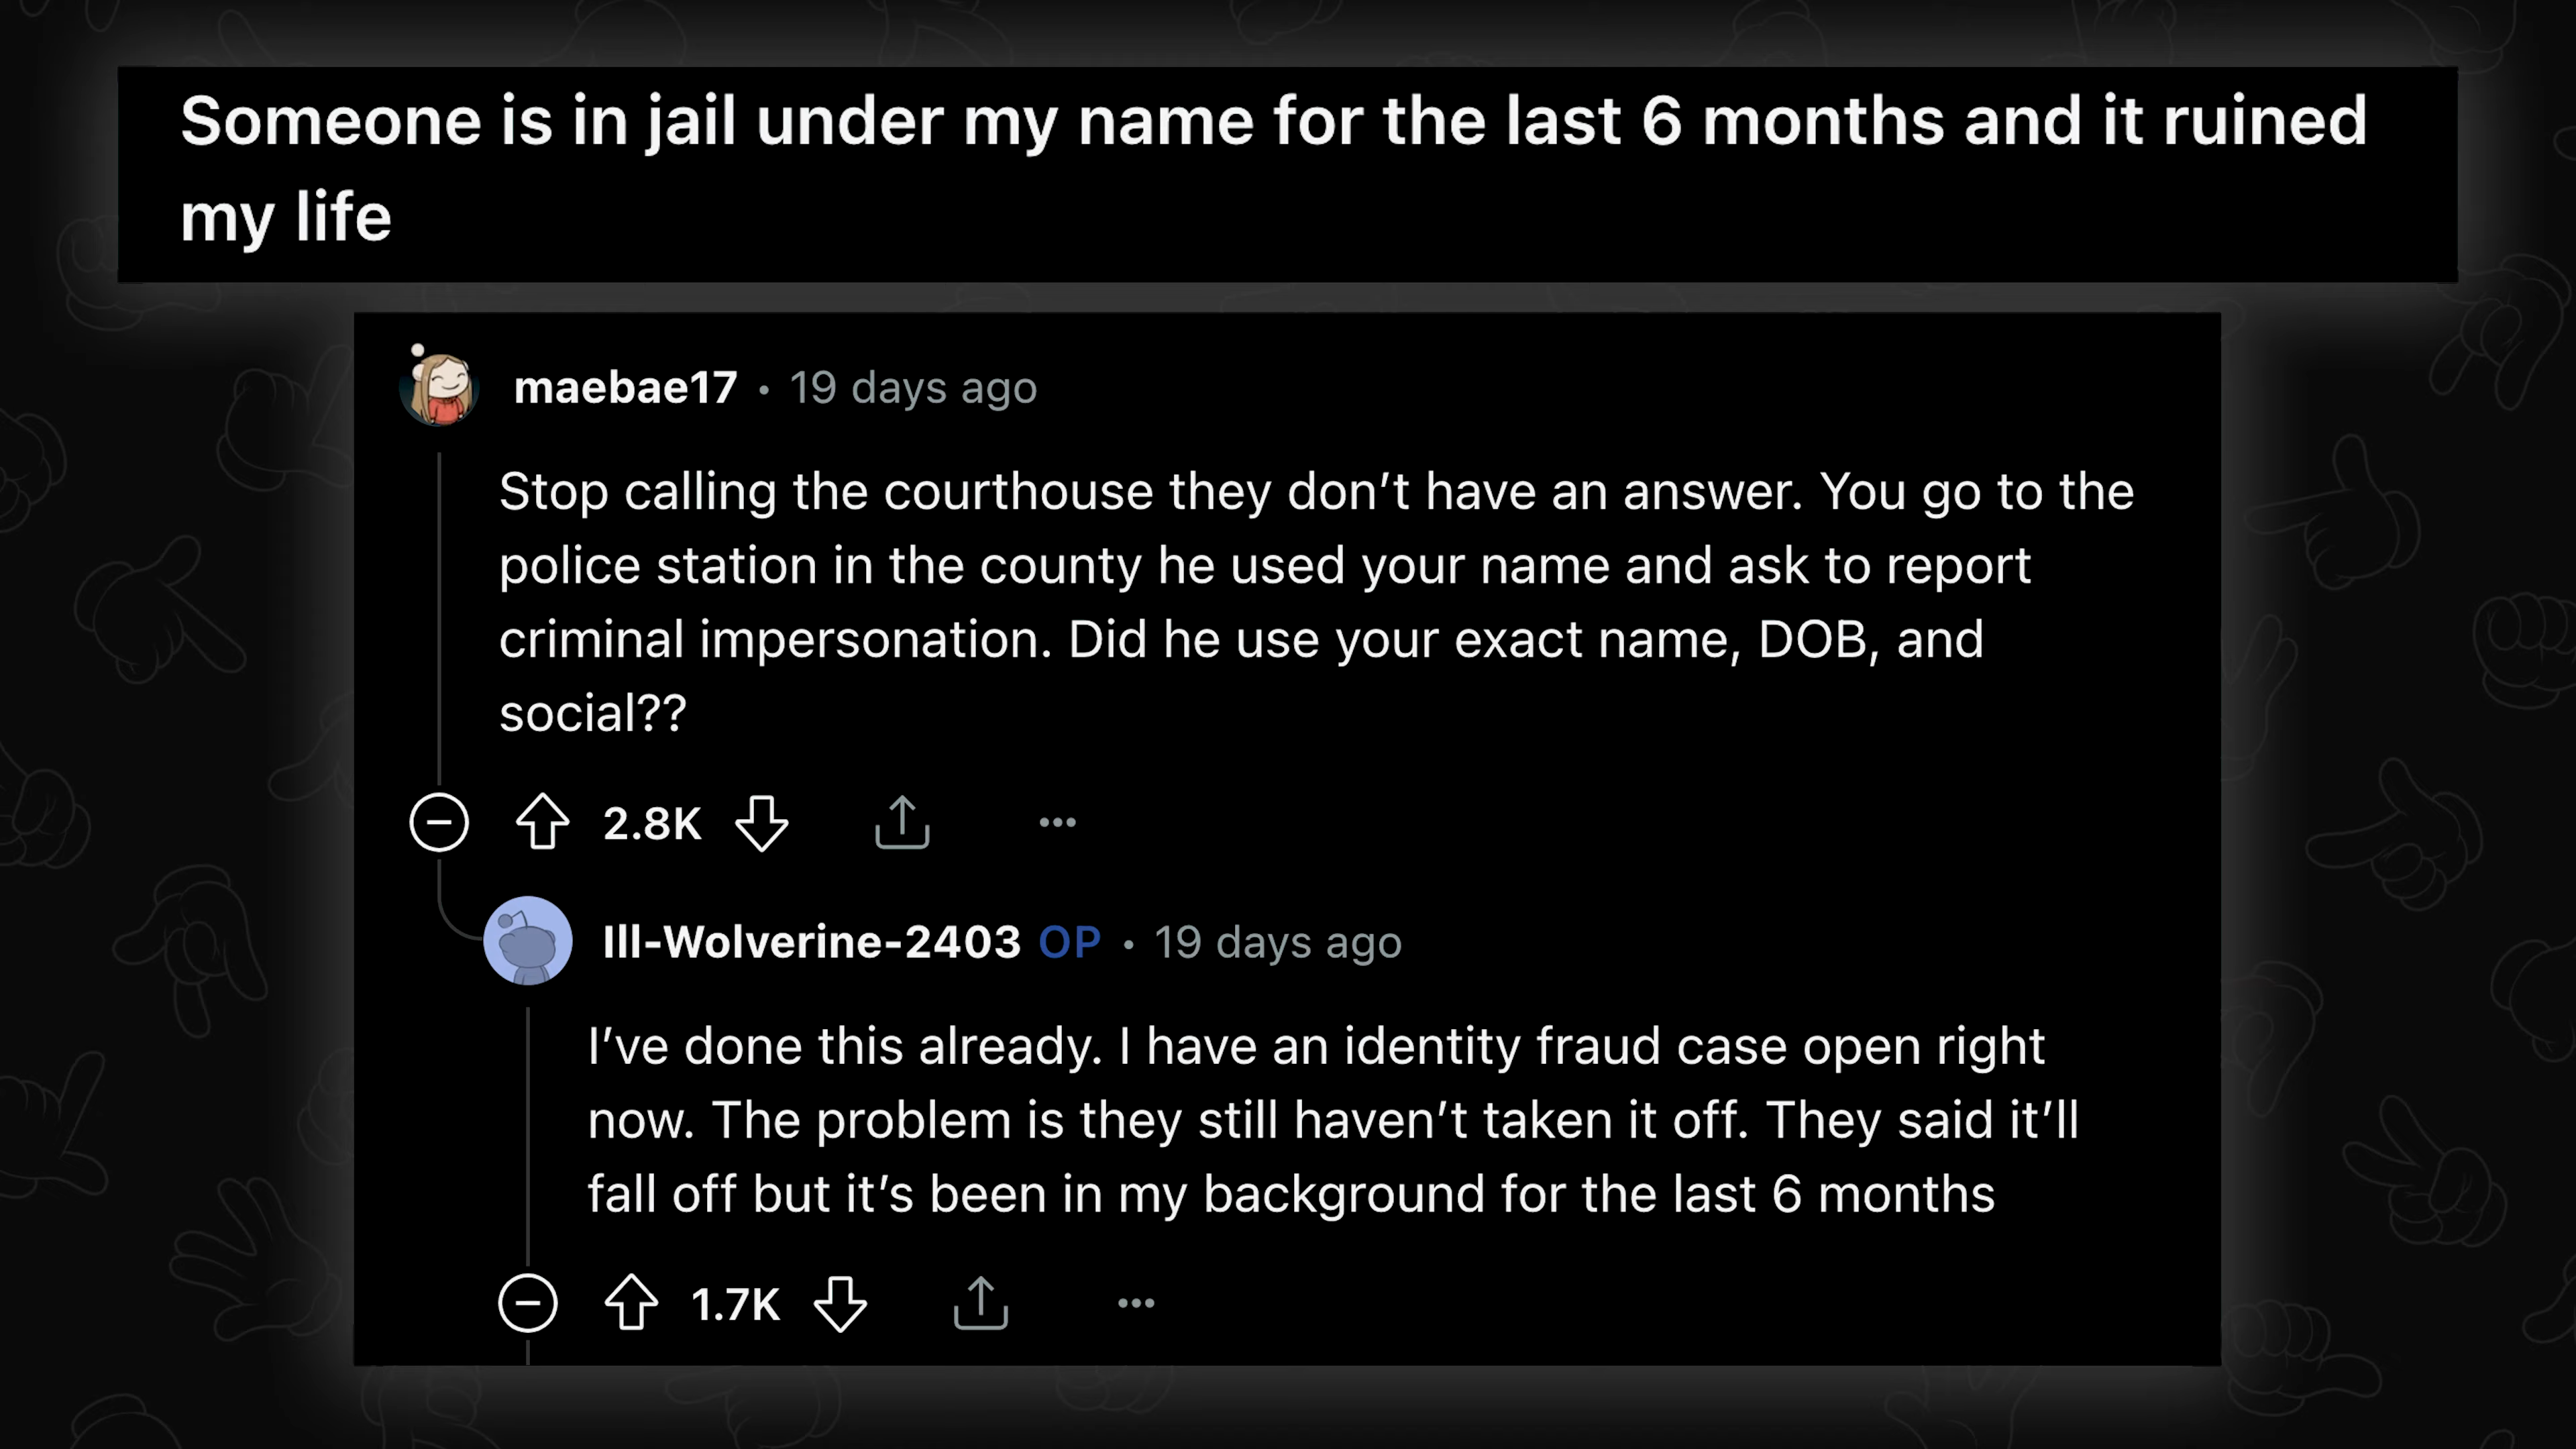 Someone is in jail under my name for the last 6 months and it ruined
my life
maebae17 • 19 days ago
Stop calling the courthouse they don’t have an answer. You go to the
police station in the county he used your name and ask to report
criminal impersonation. Did he use your exact name, DOB, and
social??
2.8K
Ill-Wolverine-2403 OP • 19 days ago
I’ve done this already. I have an identity fraud case open right
now. The problem is they still haven’t taken it off. They said it’ll
fall off but it’s been in my background for the last 6 months
1.7K